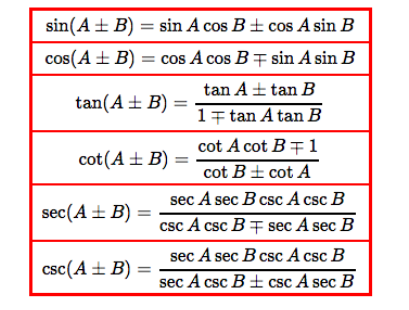 sin(A ± B) = sin A cos B ± cos A sin B
cos(A ± B) = cos A cos B ∓ sin A sin B
tan(A ± B) = (tan A ± tan B) / (1 ∓ tan A tan B)
cot(A ± B) = (cot A cot B ∓ 1) / (cot B ± cot A)
sec(A ± B) = (sec A sec B csc A csc B) / (csc A csc B ∓ sec A sec B)
csc(A ± B) = (sec A sec B csc A csc B) / (sec A csc B ± csc A sec B)